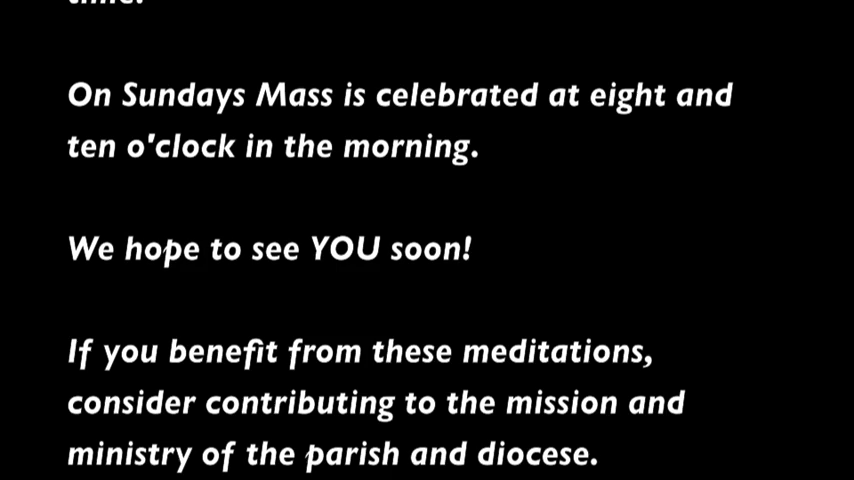 time.
On Sundays Mass is celebrated at eight and
ten o'clock in the morning.
We hope to see YOU soon!
If you benefit from these meditations,
consider contributing to the mission and
ministry of the parish and diocese.